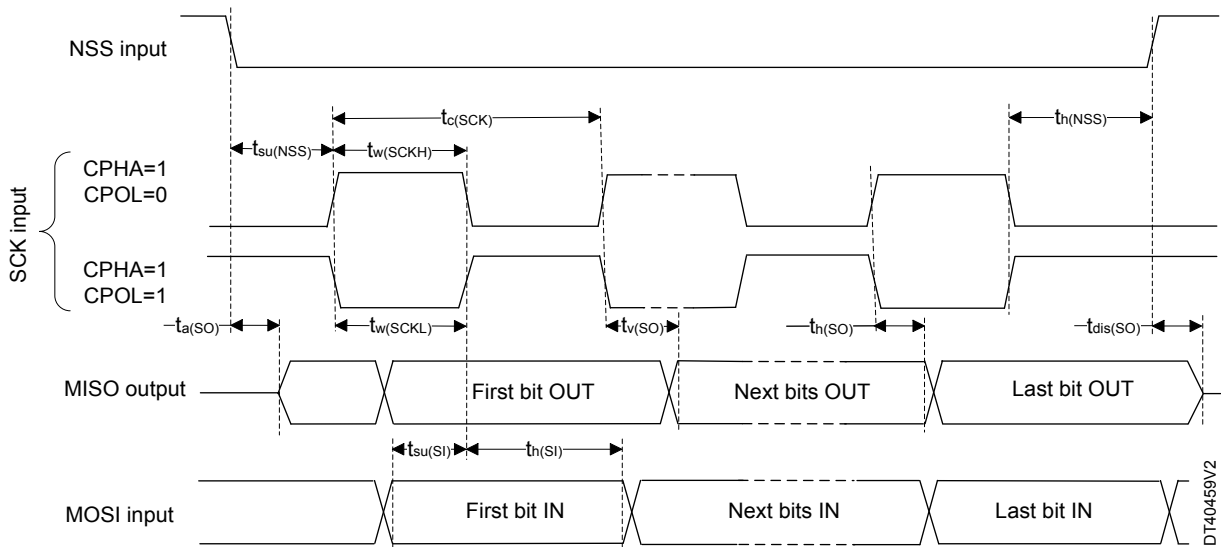 NSS input
tc(SCK)
th(NSS)
tsu(NSS)
tw(SCKH)
SCK input
CPHA=1
CPOL=0
CPHA=1
CPOL=1
ta(SO)
tw(SCKL)
tv(SO)
th(SO)
tdis(SO)
MISO output
First bit OUT
Next bits OUT
Last bit OUT
tsu(SI)
th(SI)
MOSI input
First bit IN
Next bits IN
Last bit IN
DT40459V2